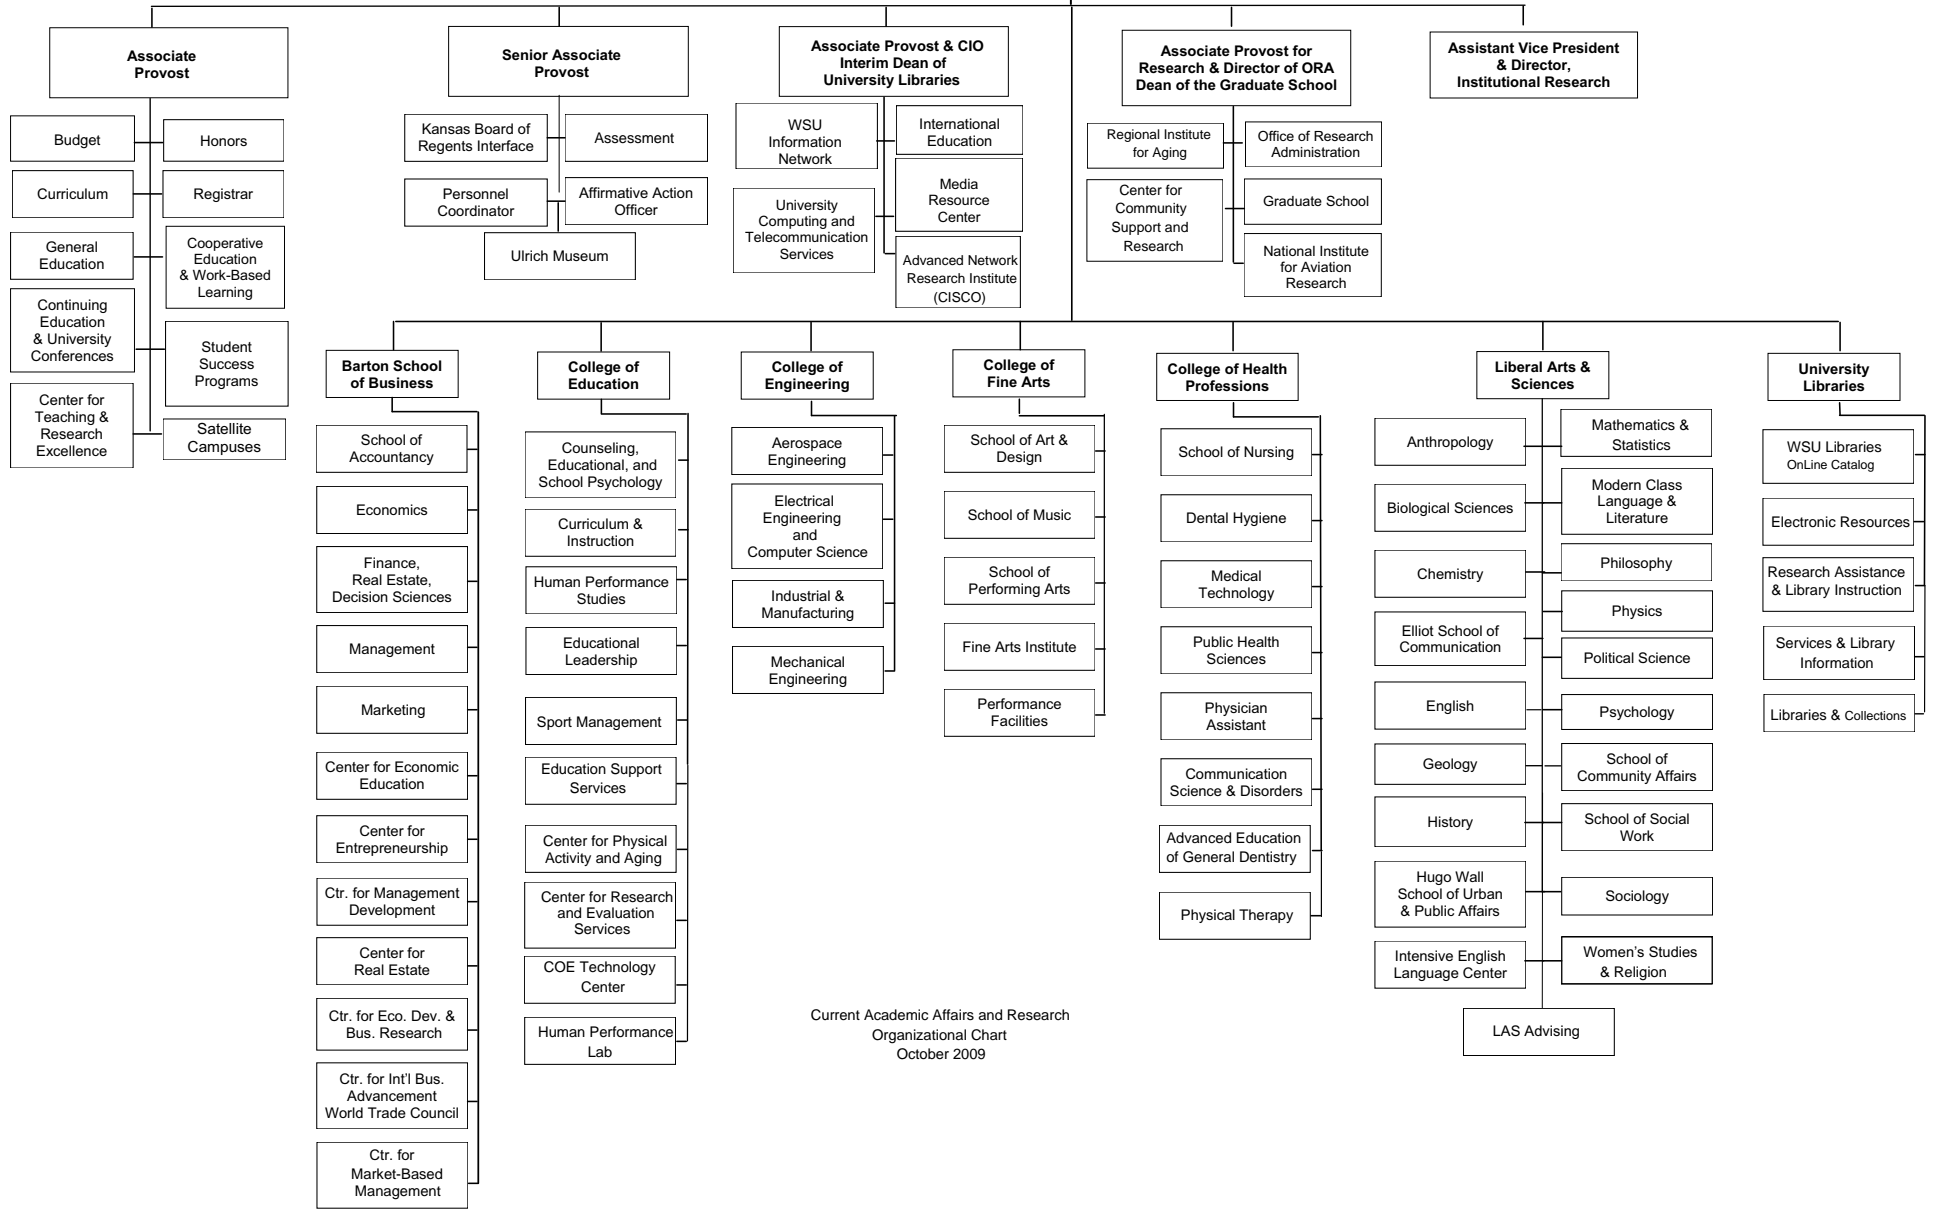 Associate
Provost
Senior Associate
Provost
Associate Provost & CIO
Interim Dean of
University Libraries
Associate Provost for
Research & Director of ORA
Dean of the Graduate School
Assistant Vice President
& Director,
Institutional Research
Budget
Honors
Curriculum
Registrar
General
Education
Cooperative
Education
& Work-Based
Learning
Continuing
Education
& University
Conferences
Student
Success
Programs
Center for
Teaching &
Research
Excellence
Satellite
Campuses
Kansas Board of
Regents Interface
Assessment
Personnel
Coordinator
Affirmative Action
Officer
Ulrich Museum
WSU
Information
Network
International
Education
University
Computing and
Telecommunication
Services
Media
Resource
Center
Advanced Network
Research Institute
(CISCO)
Regional Institute
for Aging
Office of Research
Administration
Center for
Community
Support and
Research
Graduate School
National Institute
for Aviation
Research
Barton School
of Business
School of
Accountancy
Economics
Finance,
Real Estate,
Decision Sciences
Management
Marketing
Center for Economic
Education
Center for
Entrepreneurship
Ctr. for Management
Development
Center for
Real Estate
Ctr. for Eco. Dev. &
Bus. Research
Ctr. for Int'l Bus.
Advancement
World Trade Council
Ctr. for
Market-Based
Management
College of
Education
Counseling,
Educational, and
School Psychology
Curriculum &
Instruction
Human Performance
Studies
Educational
Leadership
Sport Management
Education Support
Services
Center for Physical
Activity and Aging
Center for Research
and Evaluation
Services
COE Technology
Center
Human Performance
Lab
College of
Engineering
Aerospace
Engineering
Electrical
Engineering
and
Computer Science
Industrial &
Manufacturing
Mechanical
Engineering
College of
Fine Arts
School of Art &
Design
School of Music
School of
Performing Arts
Fine Arts Institute
Performance
Facilities
College of Health
Professions
School of Nursing
Dental Hygiene
Medical
Technology
Public Health
Sciences
Physician
Assistant
Communication
Science & Disorders
Advanced Education
of General Dentistry
Physical Therapy
Liberal Arts &
Sciences
Anthropology
Mathematics &
Statistics
Biological Sciences
Modern Class
Language &
Literature
Chemistry
Philosophy
Physics
Elliot School of
Communication
Political Science
English
Psychology
Geology
School of
Community Affairs
History
School of Social
Work
Hugo Wall
School of Urban
& Public Affairs
Sociology
Intensive English
Language Center
Women's Studies
& Religion
LAS Advising
University
Libraries
WSU Libraries
OnLine Catalog
Electronic Resources
Research Assistance
& Library Instruction
Services & Library
Information
Libraries & Collections
Current Academic Affairs and Research
Organizational Chart
October 2009